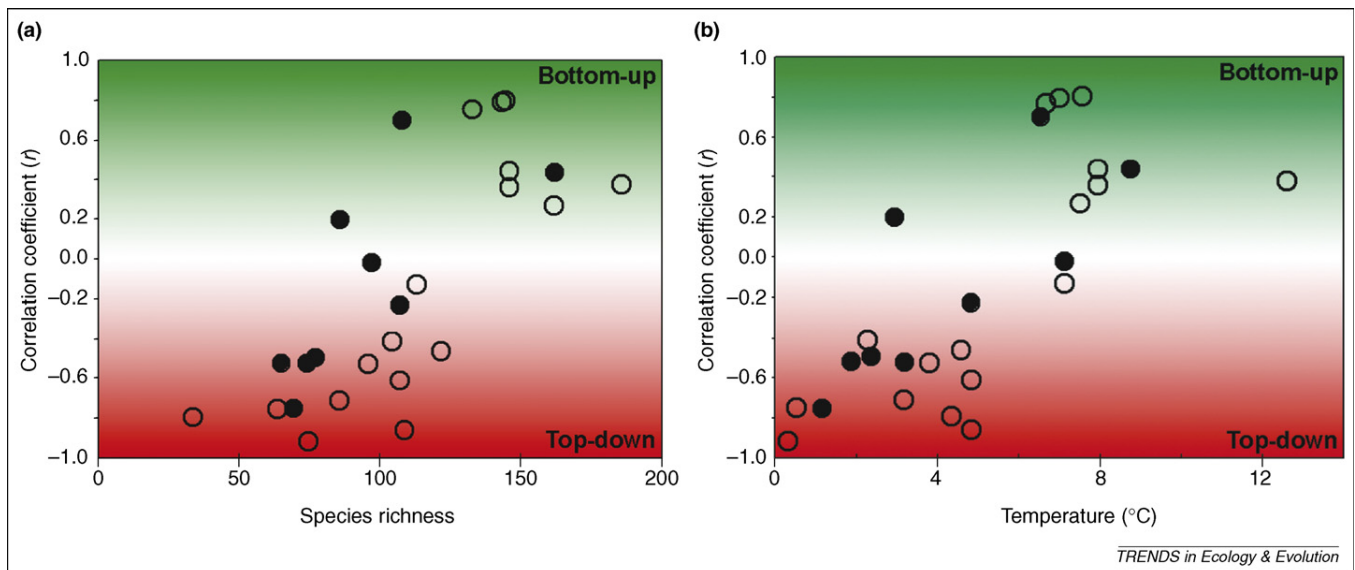 (a)
1.0
0.6
0.2
0.0
−0.2
−0.6
−1.0
Correlation coefficient (r)
Bottom-up
Top-down
0
50
100
150
200
Species richness
(b)
1.0
0.6
0.2
0.0
−0.2
−0.6
−1.0
Correlation coefficient (r)
Bottom-up
Top-down
0
4
8
12
Temperature (°C)
TRENDS in Ecology & Evolution